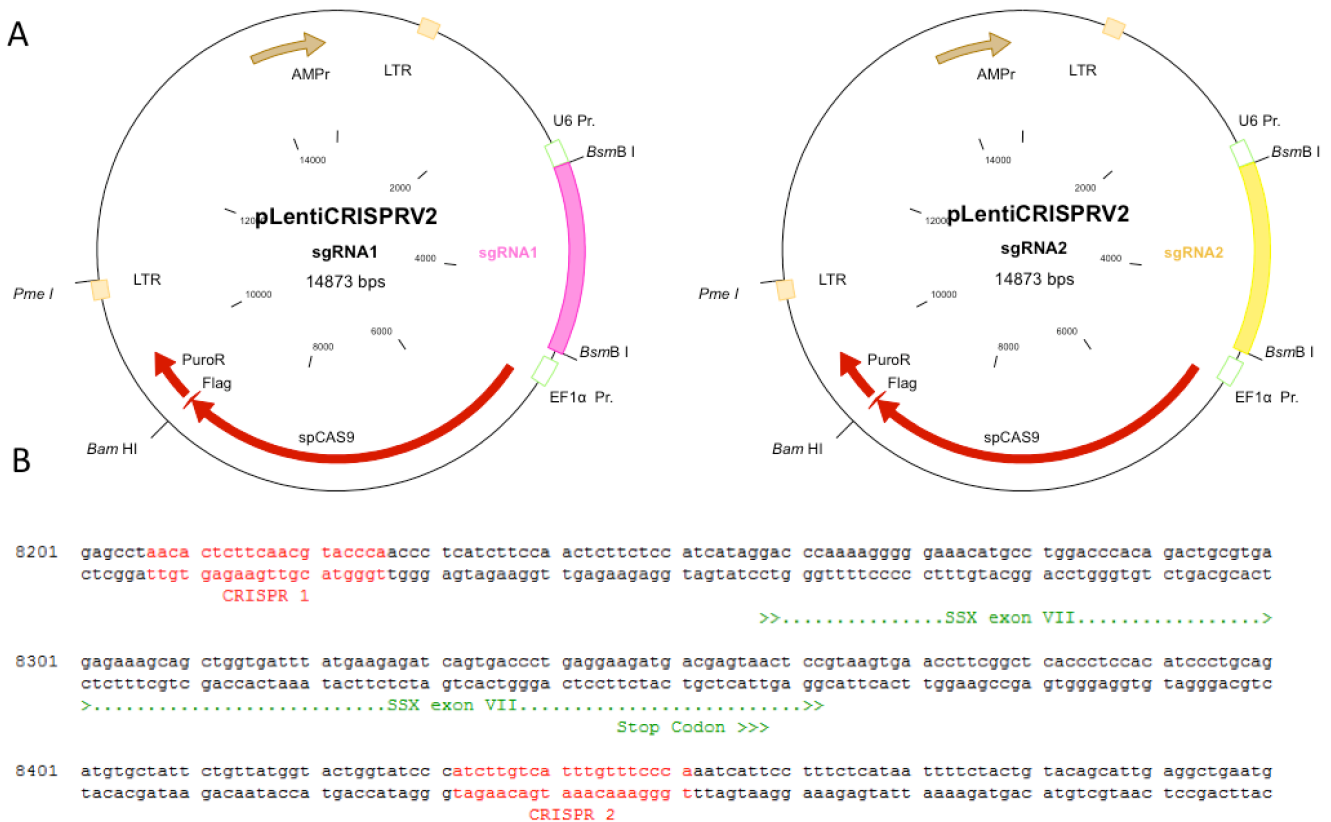 A
AMPr
LTR
U6 Pr.
BsmB I
14000
2000
12000
pLentiCRISPRV2
sgRNA1
sgRNA1
4000
14873 bps
LTR
Pme I
10000
6000
8000
PuroR
Flag
BsmB I
EF1α Pr.
spCAS9
Bam HI
AMPr
LTR
U6 Pr.
BsmB I
14000
2000
12000
pLentiCRISPRV2
sgRNA2
sgRNA2
4000
14873 bps
LTR
Pme I
10000
6000
8000
PuroR
Flag
BsmB I
EF1α Pr.
spCAS9
Bam HI
B
8201 gagcctaaca ctcttcaacg tacccaaccc tcatcttcca actcttctcc atcataggac ccaaaagggg gaaacatgcc tggacccaca gactgcgtga
ctcggattgt gagaagttgc atgggttggg agtagaaggt tgagaagagg tagtatcctg ggttttcccc ctttgtacgg acctgggtgt ctgacgcact
CRISPR 1
>>...............SSX exon VII.................>
8301 gagaaagcag ctggtgattt atgaagagat cagtgaccct gaggaagatg acgagtaact ccgtaagtga accttcggct caccctccac atccctgcag
ctctttcgtc gaccactaaa tacttctcta gtcactggga ctccttctac tgctcattga ggcattcact tggaagccga gtgggaggtg tagggacgtc
>...........................SSX exon VII..........................>>
Stop Codon >>>
8401 atgtgctatt ctgttatggt actggtatcc catcttgtca tttgtttccc aaatcattcc tttctcataa ttttctactg tacagcattg aggctgaatg
tacacgataa gacaatacca tgaccatagg gtagaacagt aaacaaaggg tttagtaagg aaagagtatt aaaagatgac atgtcgtaac tccgacttac
CRISPR 2